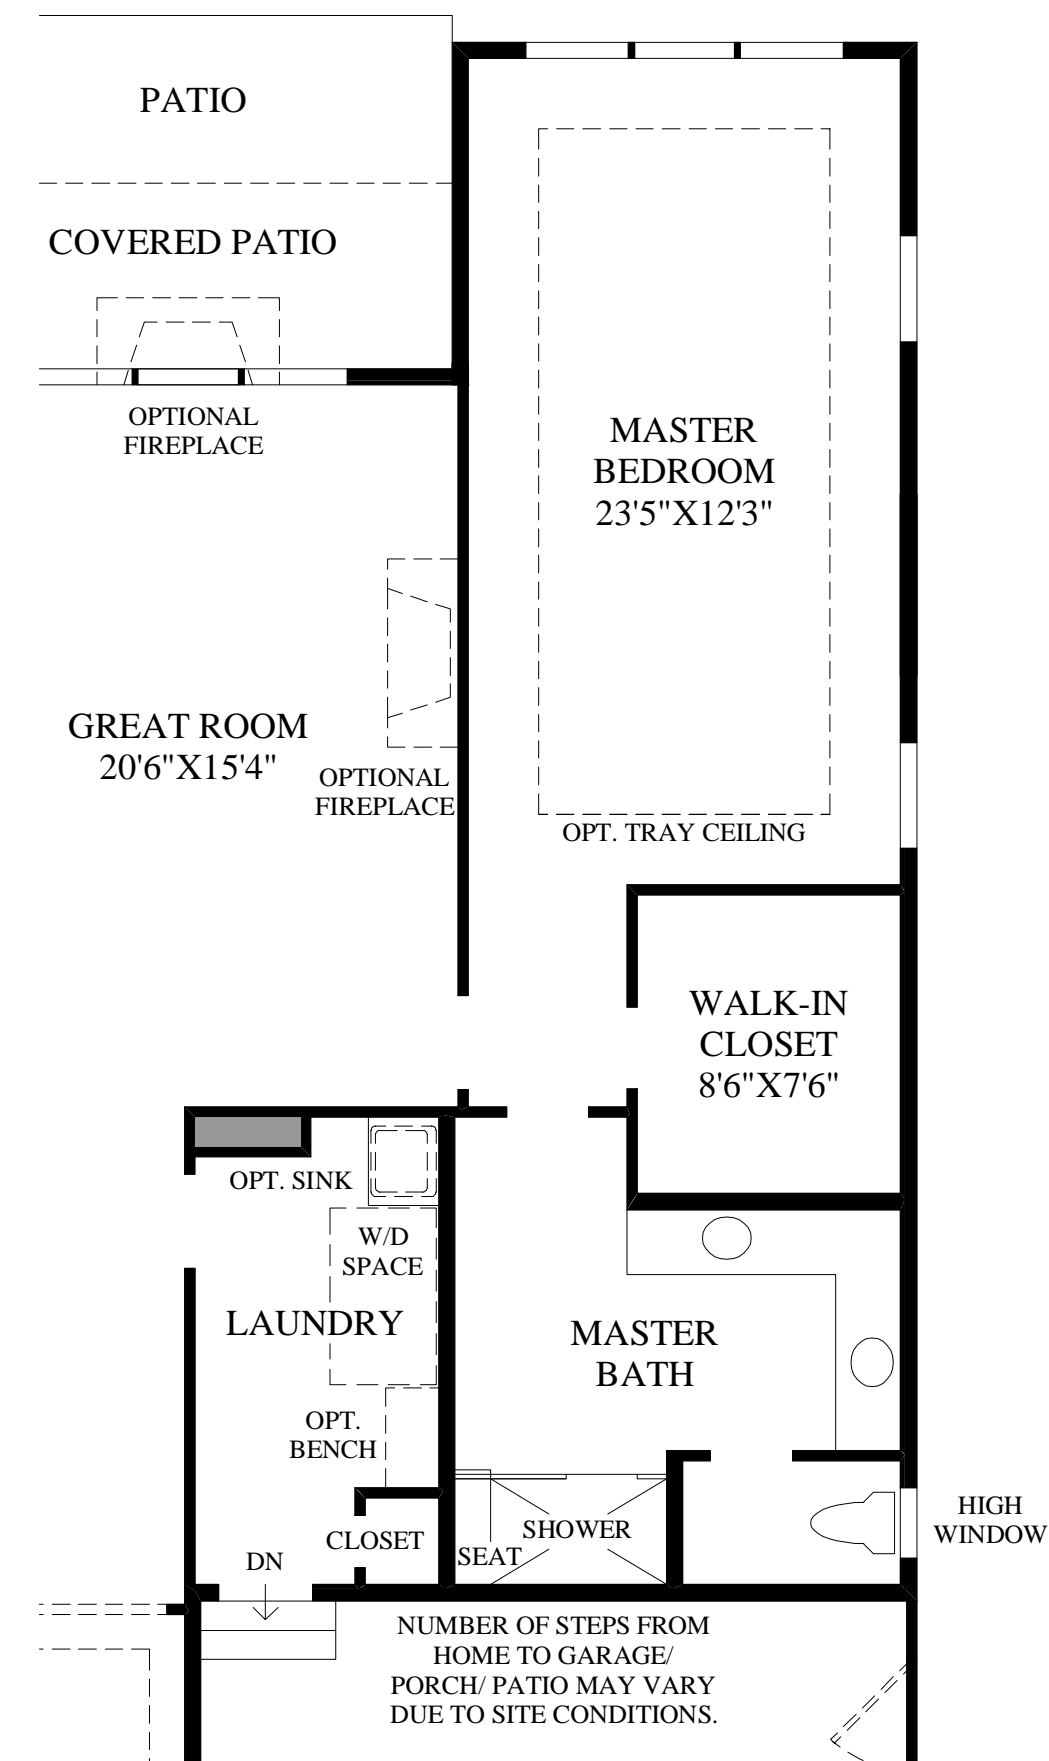 PATIO
COVERED PATIO
OPTIONAL
FIREPLACE
MASTER
BEDROOM
23'5"X12'3"
GREAT ROOM
20'6"X15'4"
OPTIONAL
FIREPLACE
OPT. TRAY CEILING
WALK-IN
CLOSET
8'6"X7'6"
OPT. SINK
W/D
SPACE
LAUNDRY
MASTER
BATH
OPT.
BENCH
CLOSET
SEAT
SHOWER
HIGH
WINDOW
DN
NUMBER OF STEPS FROM
HOME TO GARAGE/
PORCH/ PATIO MAY VARY
DUE TO SITE CONDITIONS.